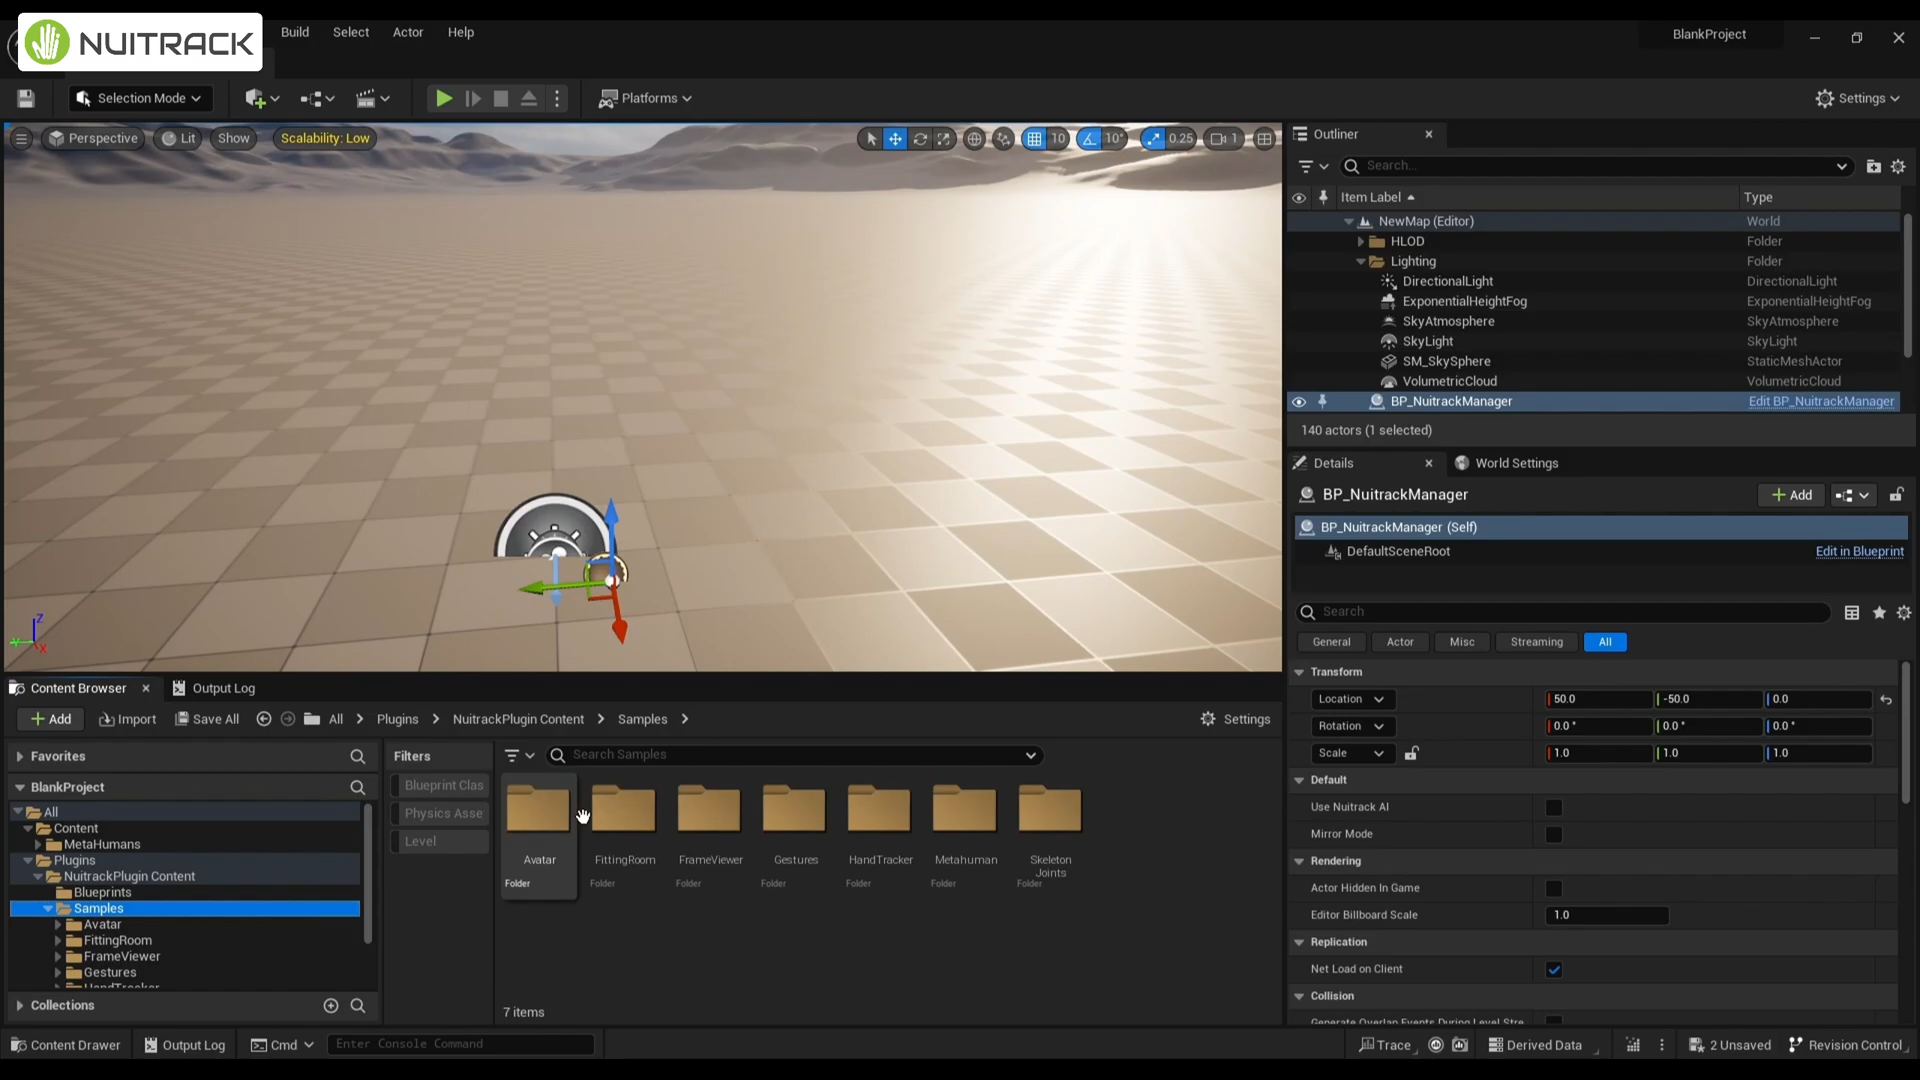 NUITRACK
Build
Select
Actor
Help
BlankProject
Selection Mode
Platforms
Settings
Perspective
Lit
Show
Scalability: Low
10
10°
0.25
1
Outliner
Search...
Item Label
Type
NewMap (Editor)
World
HLOD
Folder
Lighting
Folder
DirectionalLight
DirectionalLight
ExponentialHeightFog
ExponentialHeightFog
SkyAtmosphere
SkyAtmosphere
SkyLight
SkyLight
SM_SkySphere
StaticMeshActor
VolumetricCloud
VolumetricCloud
BP_NuitrackManager
Edit BP_NuitrackManager
140 actors (1 selected)
Details
World Settings
BP_NuitrackManager
Add
BP_NuitrackManager (Self)
DefaultSceneRoot
Edit in Blueprint
Search
General
Actor
Misc
Streaming
All
Transform
Location
50.0
-50.0
0.0
Rotation
0.0 °
0.0 °
0.0 °
Scale
1.0
1.0
1.0
Default
Use Nuitrack AI
Mirror Mode
Rendering
Actor Hidden In Game
Editor Billboard Scale
1.0
Replication
Net Load on Client
Collision
Generate Overlap Events During Level Stre
Z
Y
X
Content Browser
Output Log
Add
Import
Save All
All
Plugins
NuitrackPlugin Content
Samples
Settings
Favorites
BlankProject
All
Content
MetaHumans
Plugins
NuitrackPlugin Content
Blueprints
Samples
Avatar
FittingRoom
FrameViewer
Gestures
HandTracker
Collections
Filters
Blueprint Clas
Physics Asse
Level
Search Samples
Avatar
Folder
FittingRoom
Folder
FrameViewer
Folder
Gestures
Folder
HandTracker
Folder
Metahuman
Folder
Skeleton
Joints
Folder
7 items
Content Drawer
Output Log
Cmd
Enter Console Command
Trace
Derived Data
2 Unsaved
Revision Control